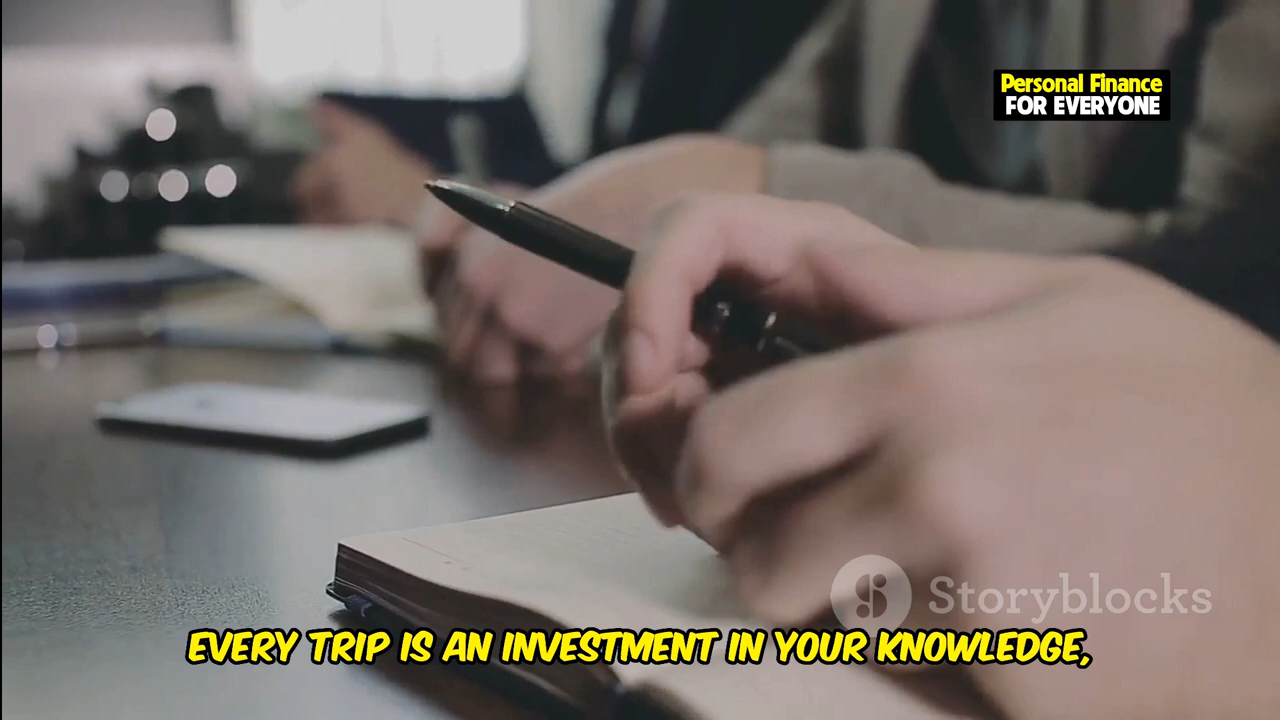 Personal Finance
FOR EVERYONE
Storyblocks
EVERY TRIP IS AN INVESTMENT IN YOUR KNOWLEDGE,